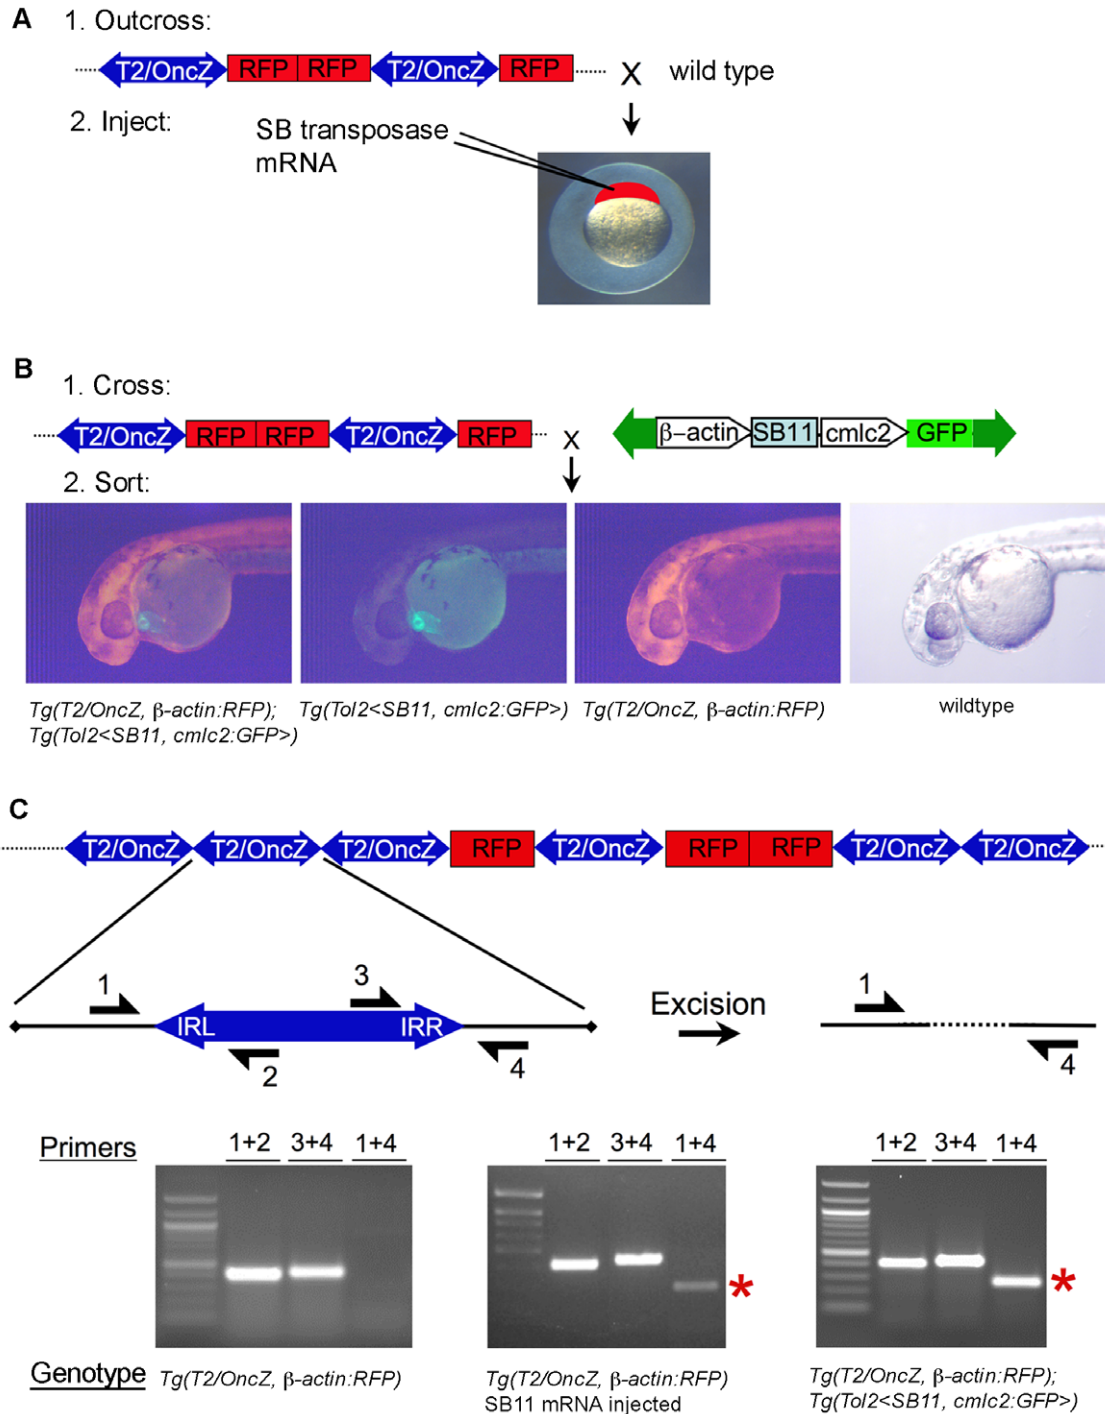 A
1. Outcross:
T2/OncZ RFP RFP T2/OncZ RFP X wild type
2. Inject:
SB transposase
mRNA
B
1. Cross:
T2/OncZ RFP RFP T2/OncZ RFP X β-actin SB11 cmlc2 GFP
2. Sort:
Tg(T2/OncZ, β-actin:RFP); Tg(Tol2<SB11, cmlc2:GFP>) Tg(T2/OncZ, β-actin:RFP) wildtype
Tg(Tol2<SB11, cmlc2:GFP>)
C
T2/OncZ T2/OncZ T2/OncZ RFP T2/OncZ RFP RFP T2/OncZ T2/OncZ
1 3 Excision 1
IRL IRR
2 4 4
Primers 1+2 3+4 1+4 1+2 3+4 1+4 1+2 3+4 1+4
* *
Genotype Tg(T2/OncZ, β-actin:RFP) Tg(T2/OncZ, β-actin:RFP) Tg(T2/OncZ, β-actin:RFP);
SB11 mRNA injected Tg(Tol2<SB11, cmlc2:GFP>)